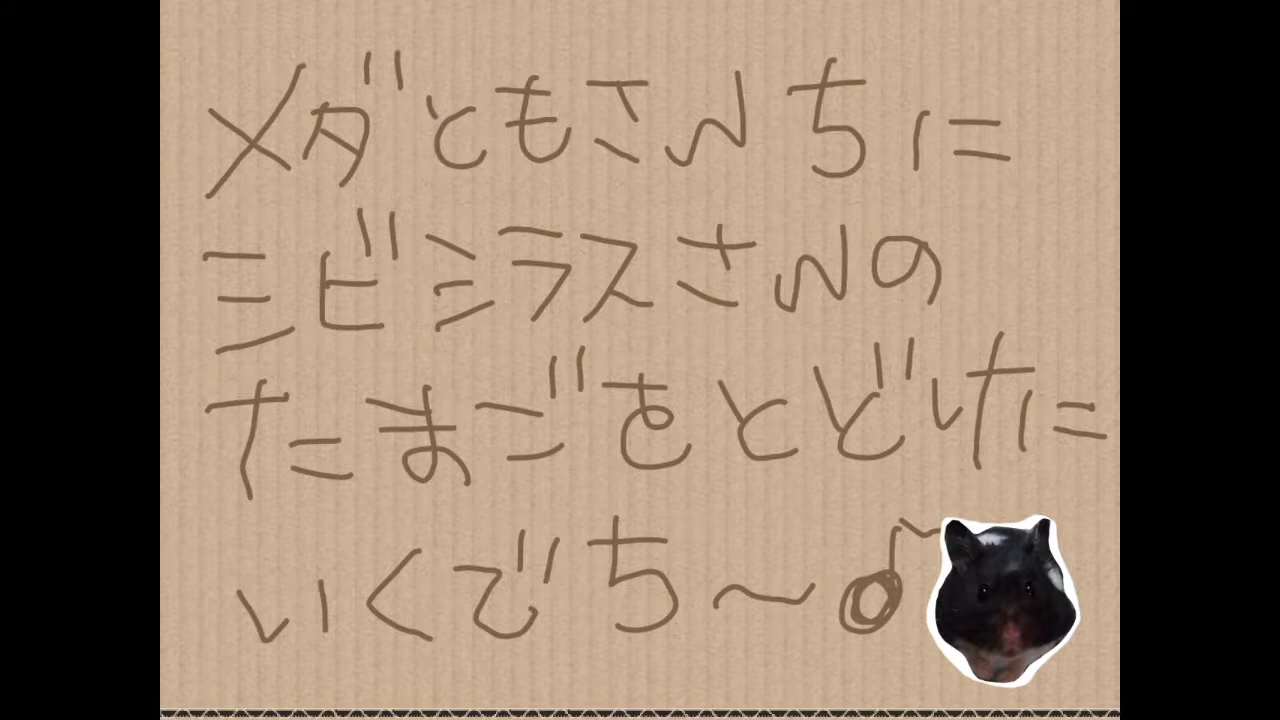 メダともさんちに
ミビシラスさんの
たまごをとどけに
いくでち〜♪